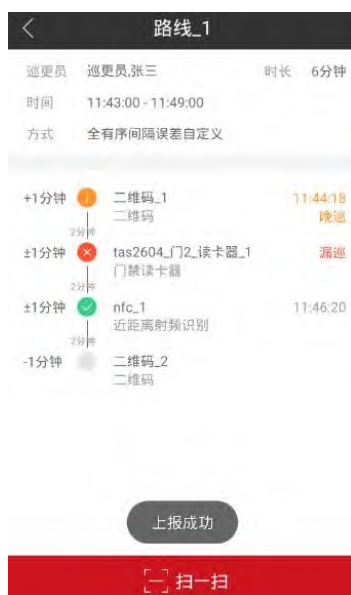 路线_1
巡更员 巡更员,张三 时长 6分钟
时间 11:43:00 - 11:49:00
方式 全有序间隔误差自定义
+1分钟 二维码_1 11:44:18
二维码 晚巡
2分钟
±1分钟 tas2604_门2_读卡器_1 漏巡
门禁读卡器
2分钟
±1分钟 nfc_1 11:46:20
近距离射频识别
2分钟
-1分钟 二维码_2
二维码
上报成功
扫一扫